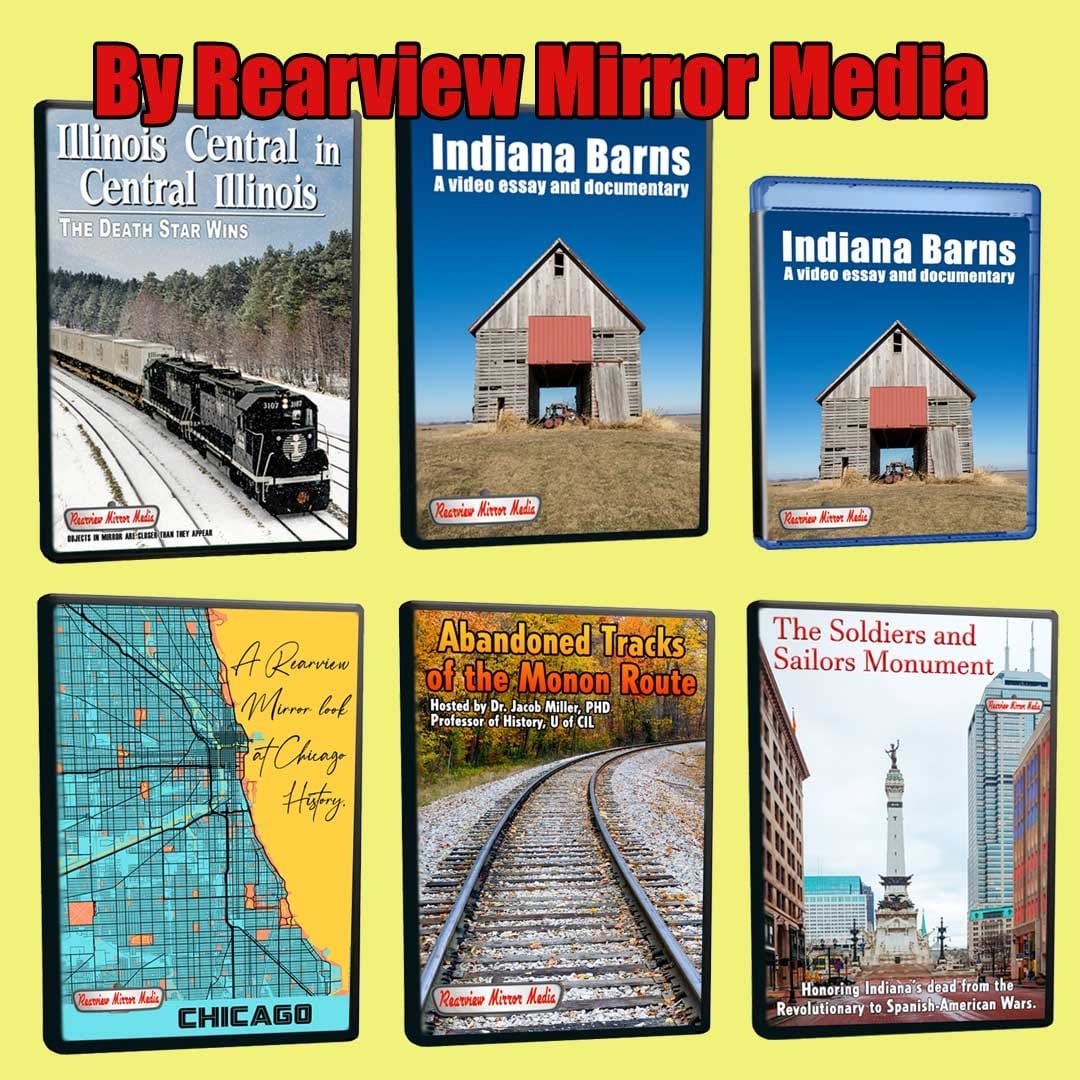 By Rearview Mirror Media
Illinois Central in
Central Illinois
THE DEATH STAR WINS
3107 3107
Rearview Mirror Media
OBJECTS IN MIRROR ARE CLOSER THAN THEY APPEAR
Indiana Barns
A video essay and documentary
Rearview Mirror Media
Indiana Barns
A video essay and documentary
Rearview Mirror Media
A Rearview
Mirror look
at Chicago
History.
Rearview Mirror Media
CHICAGO
Abandoned Tracks
of the Monon Route
Hosted by Dr. Jacob Miller, PHD
Professor of History, U of CIL
Rearview Mirror Media
The Soldiers and
Sailors Monument
Rearview Mirror Media
Honoring Indiana's dead from the
Revolutionary to Spanish-American Wars.